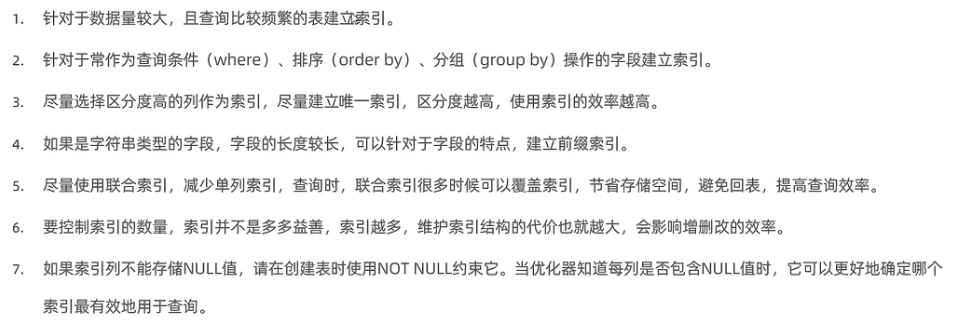 1. 针对于数据量较大，且查询比较频繁的表建立索引。
2. 针对于常作为查询条件（where）、排序（order by）、分组（group by）操作的字段建立索引。
3. 尽量选择区分度高的列作为索引，尽量建立唯一索引，区分度越高，使用索引的效率越高。
4. 如果是字符串类型的字段，字段的长度较长，可以针对于字段的特点，建立前缀索引。
5. 尽量使用联合索引，减少单列索引，查询时，联合索引很多时候可以覆盖索引，节省存储空间，避免回表，提高查询效率。
6. 要控制索引的数量，索引并不是多多益善，索引越多，维护索引结构的代价也就越大，会影响增删改的效率。
7. 如果索引列不能存储NULL值，请在创建表时使用NOT NULL约束它。当优化器知道每列是否包含NULL值时，它可以更好地确定哪个
索引最有效地用于查询。